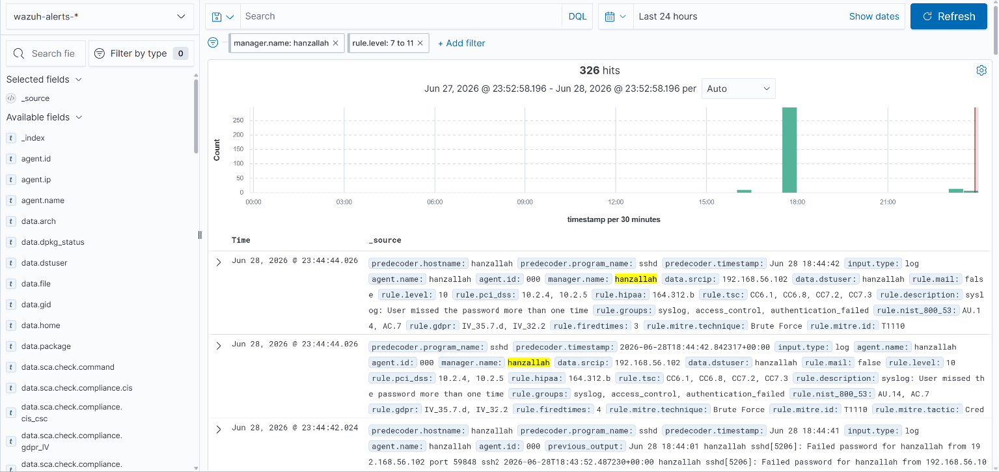 wazuh-alerts-*
Search
DQL
Last 24 hours
Show dates
Refresh
manager.name: hanzallah ×
rule.level: 7 to 11 ×
+ Add filter
Search fie
Filter by type 0
Selected fields
_source
Available fields
_index
agent.id
agent.ip
agent.name
data.arch
data.dpkg_status
data.dstuser
data.file
data.gid
data.home
data.package
data.sca.check.command
data.sca.check.compliance.cis
data.sca.check.compliance.
cis_csc
data.sca.check.compliance.
gdpr_IV
data.sca.check.compliance.
326 hits
Jun 27, 2026 @ 23:52:58.196 - Jun 28, 2026 @ 23:52:58.196 per Auto
Count
250
200
150
100
50
0
00:00 03:00 06:00 09:00 12:00 15:00 18:00 21:00
timestamp per 30 minutes
Time _source
Jun 28, 2026 @ 23:44:44.026
predecoder.hostname: hanzallah predecoder.program_name: sshd predecoder.timestamp: Jun 28 18:44:42 input.type: log
agent.name: hanzallah agent.id: 000 manager.name: hanzallah data.srcip: 192.168.56.102 data.dstuser: hanzallah rule.mail: fals
e rule.level: 10 rule.pci_dss: 10.2.4, 10.2.5 rule.hipaa: 164.312.b rule.tsc: CC6.1, CC6.8, CC7.2, CC7.3 rule.description: sysl
og: User missed the password more than one time rule.groups: syslog, access_control, authentication_failed rule.nist_800_53: AU.1
4, AC.7 rule.gdpr: IV_35.7.d, IV_32.2 rule.firedtimes: 3 rule.mitre.technique: Brute Force rule.mitre.id: T1110
Jun 28, 2026 @ 23:44:44.026
predecoder.program_name: sshd predecoder.timestamp: 2026-06-28T18:44:42.842317+00:00 input.type: log agent.name: hanzallah
agent.id: 000 manager.name: hanzallah data.srcip: 192.168.56.102 data.dstuser: hanzallah rule.mail: false rule.level: 10
rule.pci_dss: 10.2.4, 10.2.5 rule.hipaa: 164.312.b rule.tsc: CC6.1, CC6.8, CC7.2, CC7.3 rule.description: syslog: User missed th
e password more than one time rule.groups: syslog, access_control, authentication_failed rule.nist_800_53: AU.14, AC.7
rule.gdpr: IV_35.7.d, IV_32.2 rule.firedtimes: 4 rule.mitre.technique: Brute Force rule.mitre.id: T1110 rule.mitre.tactic: Cred
Jun 28, 2026 @ 23:44:42.024
predecoder.hostname: hanzallah predecoder.program_name: sshd predecoder.timestamp: Jun 28 18:44:41 input.type: log
agent.name: hanzallah agent.id: 000 previous_output: Jun 28 18:44:01 hanzallah sshd[5206]: Failed password for hanzallah from 19
2.168.56.102 port 59848 ssh2 2026-06-28T18:43:52.487230+00:00 hanzallah sshd[5206]: Failed password for hanzallah from 192.168.56.10